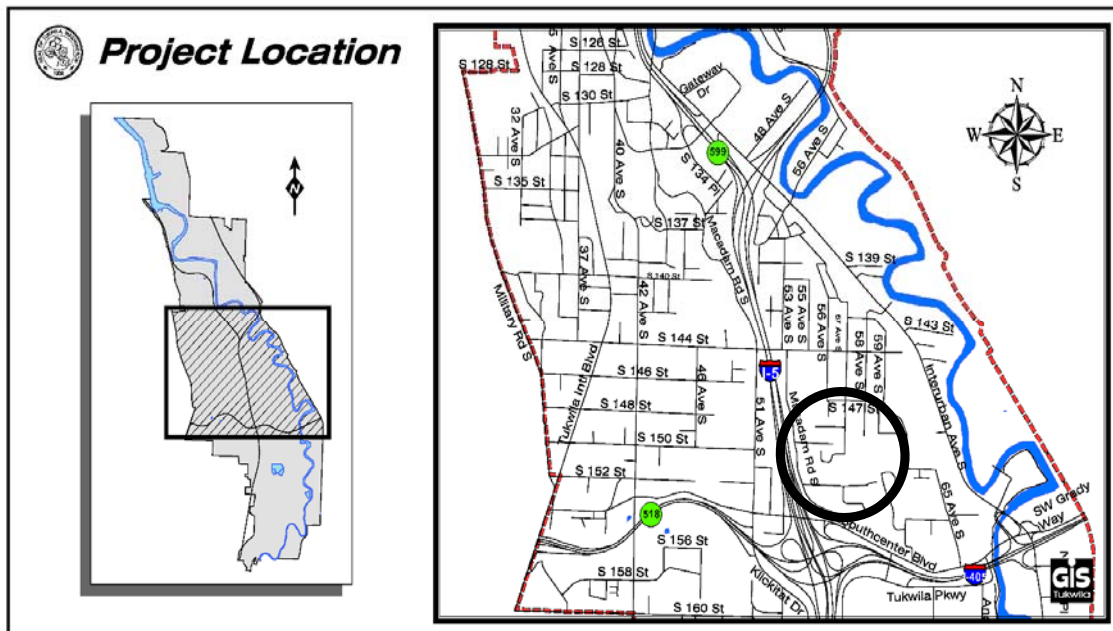 Project Location
N
N
W
E
S
S 126 St
S 128 St
S 128 St
S 130 St
Gateway
Dr
32 Ave S
40 Ave S
48 Ave S
56 Ave S
599
S 134 Pl
S 135 St
S 137 St
Macadam Rd S
37 Ave S
S 139 St
S 140 St
Military Rd S
42 Ave S
53 Ave S
55 Ave S
56 Ave S
57 Ave S
58 Ave S
59 Ave S
S 143 St
S 144 St
I-5
S 146 St
46 Ave S
Tukwila Intl Blvd
S 147 St
S 148 St
51 Ave S
Macadam Rd S
Interurban Ave S
S 150 St
S 152 St
65 Ave S
SW Grady
Way
518
Southcenter Blvd
S 156 St
S 158 St
Klickitat Dr
Tukwila Pkwy
-405
GIS
Tukwila
S 160 St